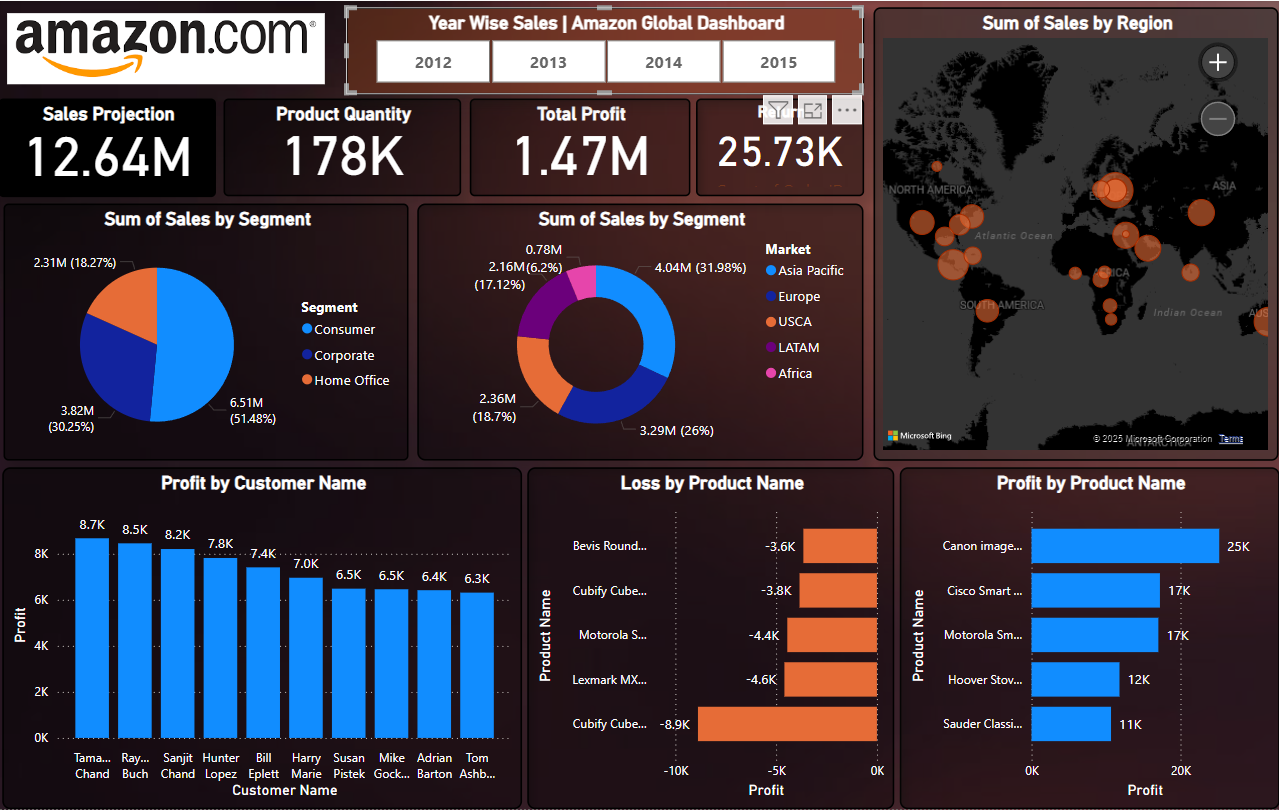 amazon.com®
Year Wise Sales | Amazon Global Dashboard
2012
2013
2014
2015
Sales Projection
12.64M
Product Quantity
178K
Total Profit
1.47M
25.73K
Sum of Sales by Region
NORTH AMERICA
ASIA
Atlantic Ocean
AFRICA
SOUTH AMERICA
Indian Ocean
AUS
Microsoft Bing
© 2025 Microsoft Corporation
Terms
ANTARCTICA
Sum of Sales by Segment
2.31M (18.27%)
3.82M
(30.25%)
6.51M
(51.48%)
Segment
Consumer
Corporate
Home Office
Sum of Sales by Segment
0.78M
(6.2%)
2.16M
(17.12%)
2.36M
(18.7%)
3.29M (26%)
4.04M (31.98%)
Market
Asia Pacific
Europe
USCA
LATAM
Africa
Profit by Customer Name
Profit
8K
6K
4K
2K
0K
8.7K
8.5K
8.2K
7.8K
7.4K
7.0K
6.5K
6.5K
6.4K
6.3K
Tama...
Chand
Ray...
Buch
Sanjit
Chand
Hunter
Lopez
Bill
Eplett
Harry
Marie
Susan
Pistek
Mike
Gock...
Adrian
Barton
Tom
Ashb...
Customer Name
Loss by Product Name
Product Name
Bevis Round...
-3.6K
Cubify Cube...
-3.8K
Motorola S...
-4.4K
Lexmark MX...
-4.6K
Cubify Cube...
-8.9K
-10K
-5K
0K
Profit
Profit by Product Name
Product Name
Canon image...
25K
Cisco Smart ...
17K
Motorola Sm...
17K
Hoover Stov...
12K
Sauder Classi...
11K
0K
20K
Profit